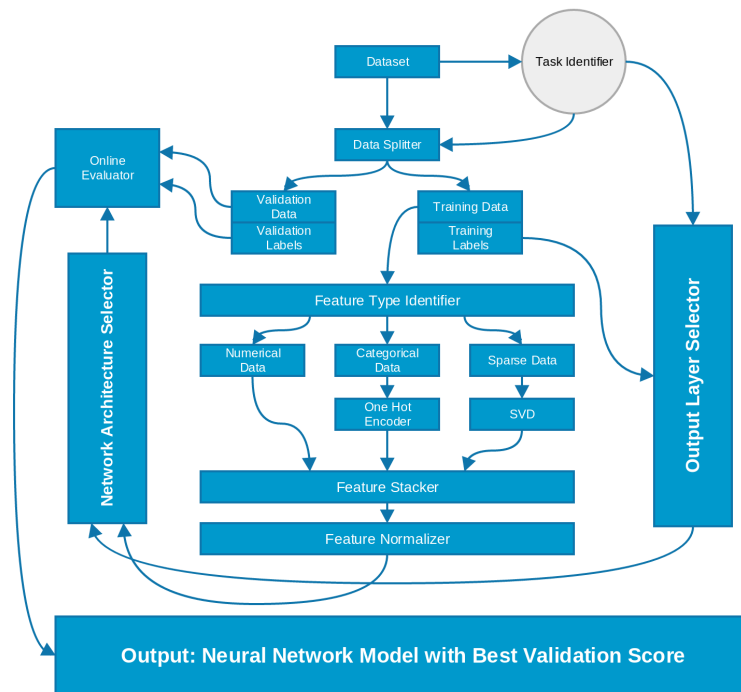 Dataset
Task Identifier
Data Splitter
Online
Evaluator
Validation
Data
Validation
Labels
Training Data
Training
Labels
Feature Type Identifier
Numerical
Data
Categorical
Data
Sparse Data
One Hot
Encoder
SVD
Feature Stacker
Feature Normalizer
Network Architecture Selector
Output Layer Selector
Output: Neural Network Model with Best Validation Score